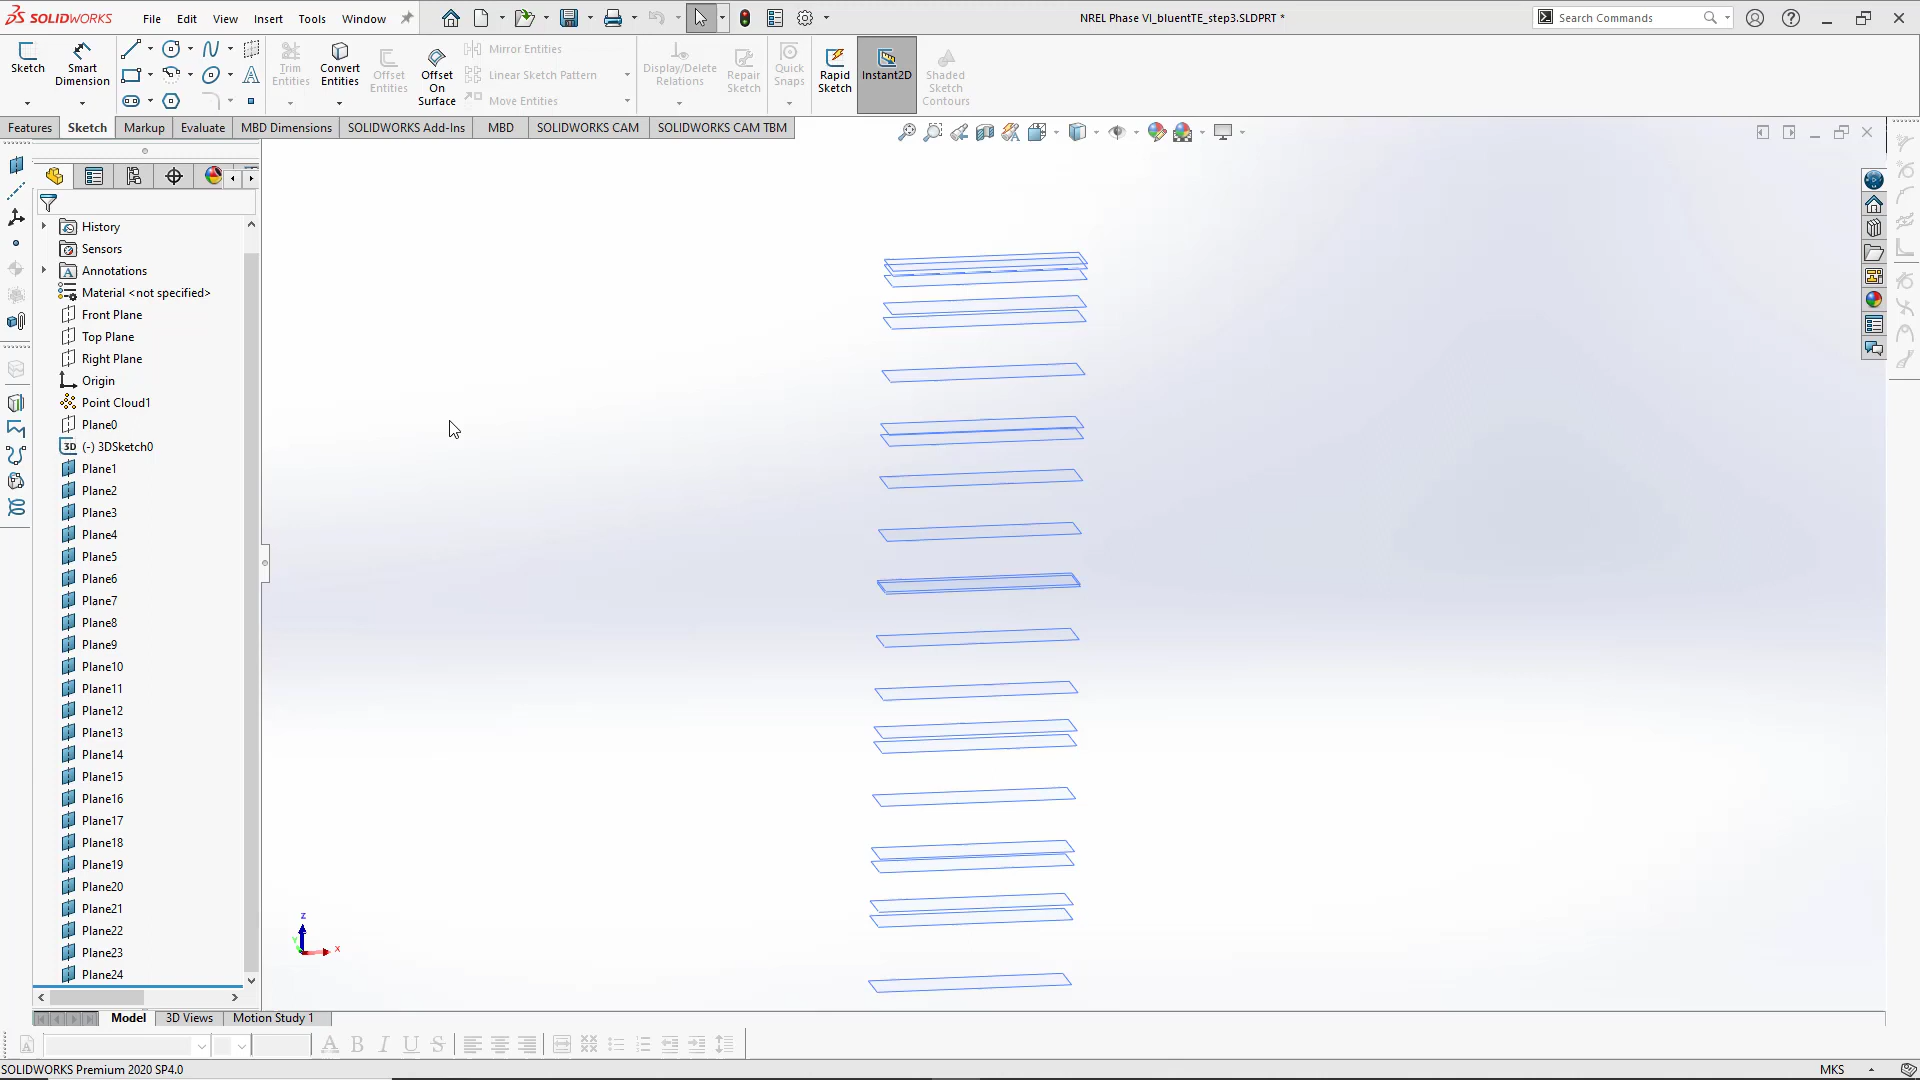 SOLIDWORKS File Edit View Insert Tools Window NREL Phase VI_bluentTE_step3.SLDPRT * Search Commands
Sketch
Smart Dimension
Trim Entities
Convert Entities
Offset Entities
Offset On Surface
Mirror Entities
Linear Sketch Pattern
Move Entities
Display/Delete Relations
Repair Sketch
Quick Snaps
Rapid Sketch
Instant2D
Shaded Sketch Contours
Features Sketch Markup Evaluate MBD Dimensions SOLIDWORKS Add-Ins MBD SOLIDWORKS CAM SOLIDWORKS CAM TBM
History
Sensors
Annotations
Material <not specified>
Front Plane
Top Plane
Right Plane
Origin
Point Cloud1
Plane0
3D (-) 3DSketch0
Plane1
Plane2
Plane3
Plane4
Plane5
Plane6
Plane7
Plane8
Plane9
Plane10
Plane11
Plane12
Plane13
Plane14
Plane15
Plane16
Plane17
Plane18
Plane19
Plane20
Plane21
Plane22
Plane23
Plane24
Z
Y
X
Model 3D Views Motion Study 1
SOLIDWORKS Premium 2020 SP4.0 MKS